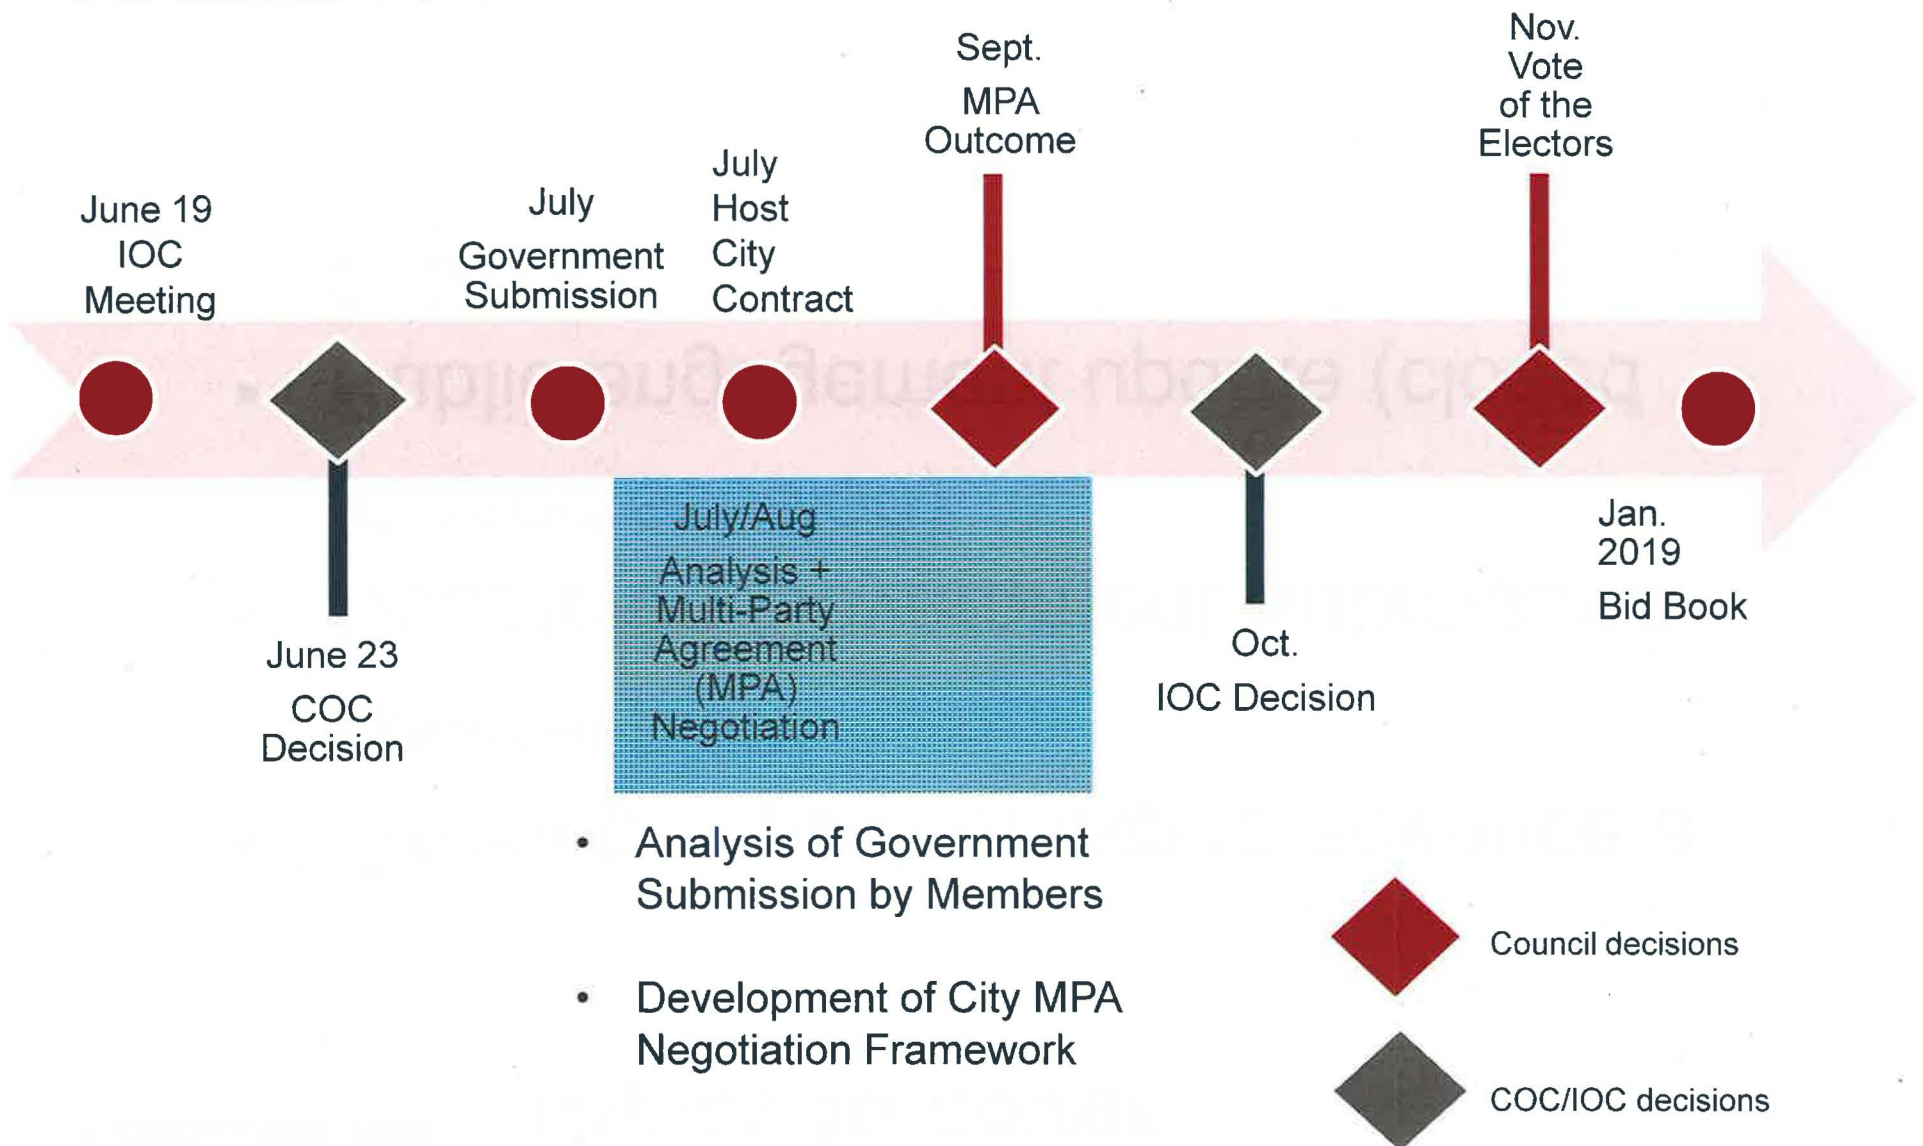 June 19
IOC
Meeting
July
Government
Submission
July
Host
City
Contract
Sept.
MPA
Outcome
Nov.
Vote
of the
Electors
June 23
COC
Decision
July/Aug
Analysis +
Multi-Party
Agreement
(MPA)
Negotiation
Oct.
IOC Decision
Jan.
2019
Bid Book
• Analysis of Government
Submission by Members
• Development of City MPA
Negotiation Framework
Council decisions
COC/IOC decisions